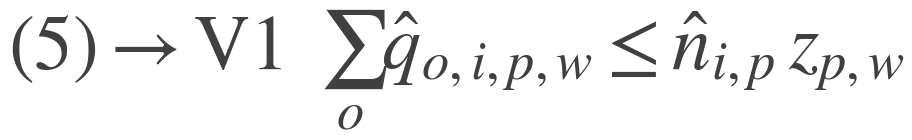 (5) → V1 ∑_o q̂_{o, i, p, w} ≤ n̂_{i, p} z_{p, w}